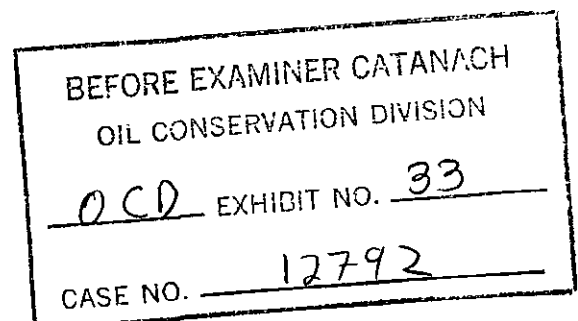 BEFORE EXAMINER CATANACH
OIL CONSERVATION DIVISION
OCD EXHIBIT NO. 33
CASE NO. 12792